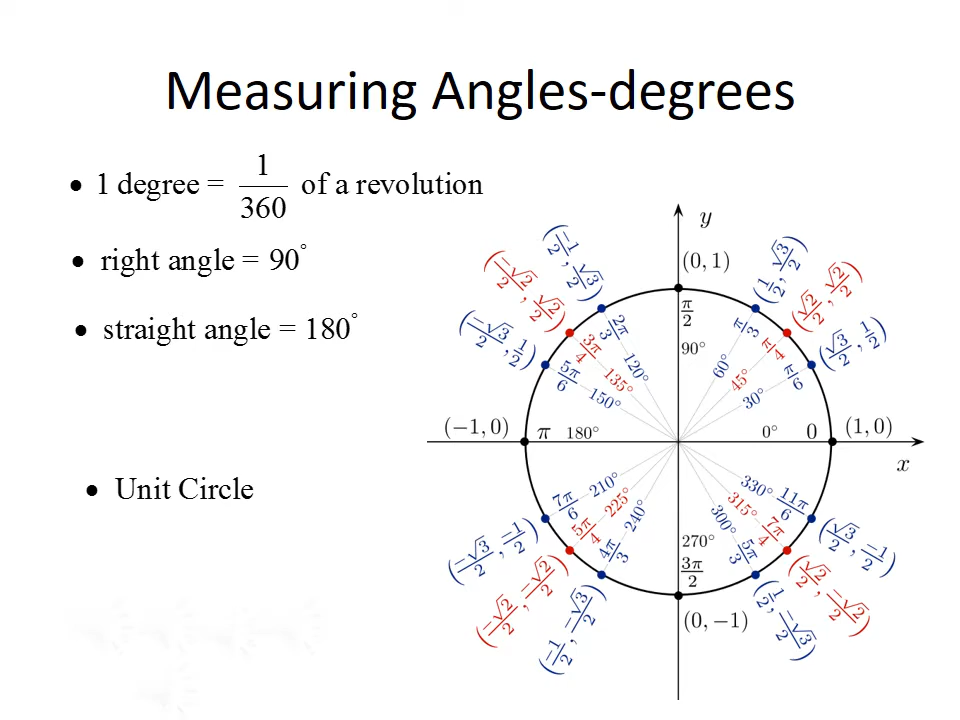 Measuring Angles-degrees
• 1 degree = 1/360 of a revolution
• right angle = 90°
• straight angle = 180°
• Unit Circle
y
(0, 1)
(-1/2, √3/2)
(1/2, √3/2)
(-√2/2, √2/2)
(√2/2, √2/2)
(-√3/2, 1/2)
(√3/2, 1/2)
2π/3
π/2
π/3
3π/4
π/4
5π/6
π/6
120°
90°
60°
135°
45°
150°
30°
(−1, 0)
π
180°
0°
0
(1, 0)
x
210°
330°
7π/6
11π/6
225°
315°
5π/4
7π/4
240°
300°
4π/3
5π/3
270°
3π/2
(-√3/2, -1/2)
(√3/2, -1/2)
(-√2/2, -√2/2)
(√2/2, -√2/2)
(-1/2, -√3/2)
(1/2, -√3/2)
(0, −1)